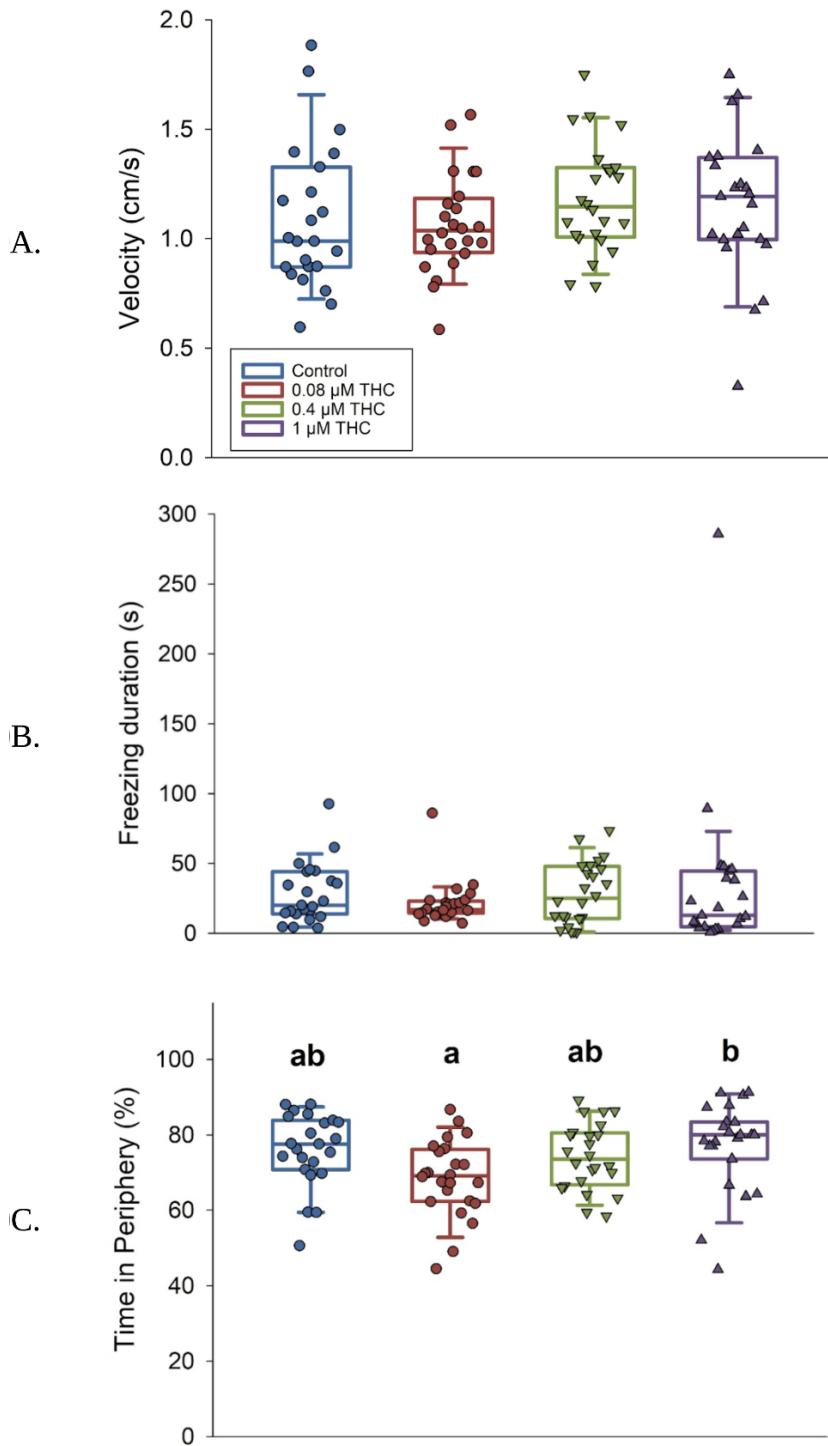 A.
Velocity (cm/s)
2.0
1.5
1.0
0.5
0.0
Control
0.08 µM THC
0.4 µM THC
1 µM THC
B.
Freezing duration (s)
300
250
200
150
100
50
0
C.
Time in Periphery (%)
100
80
60
40
20
0
ab
a
ab
b